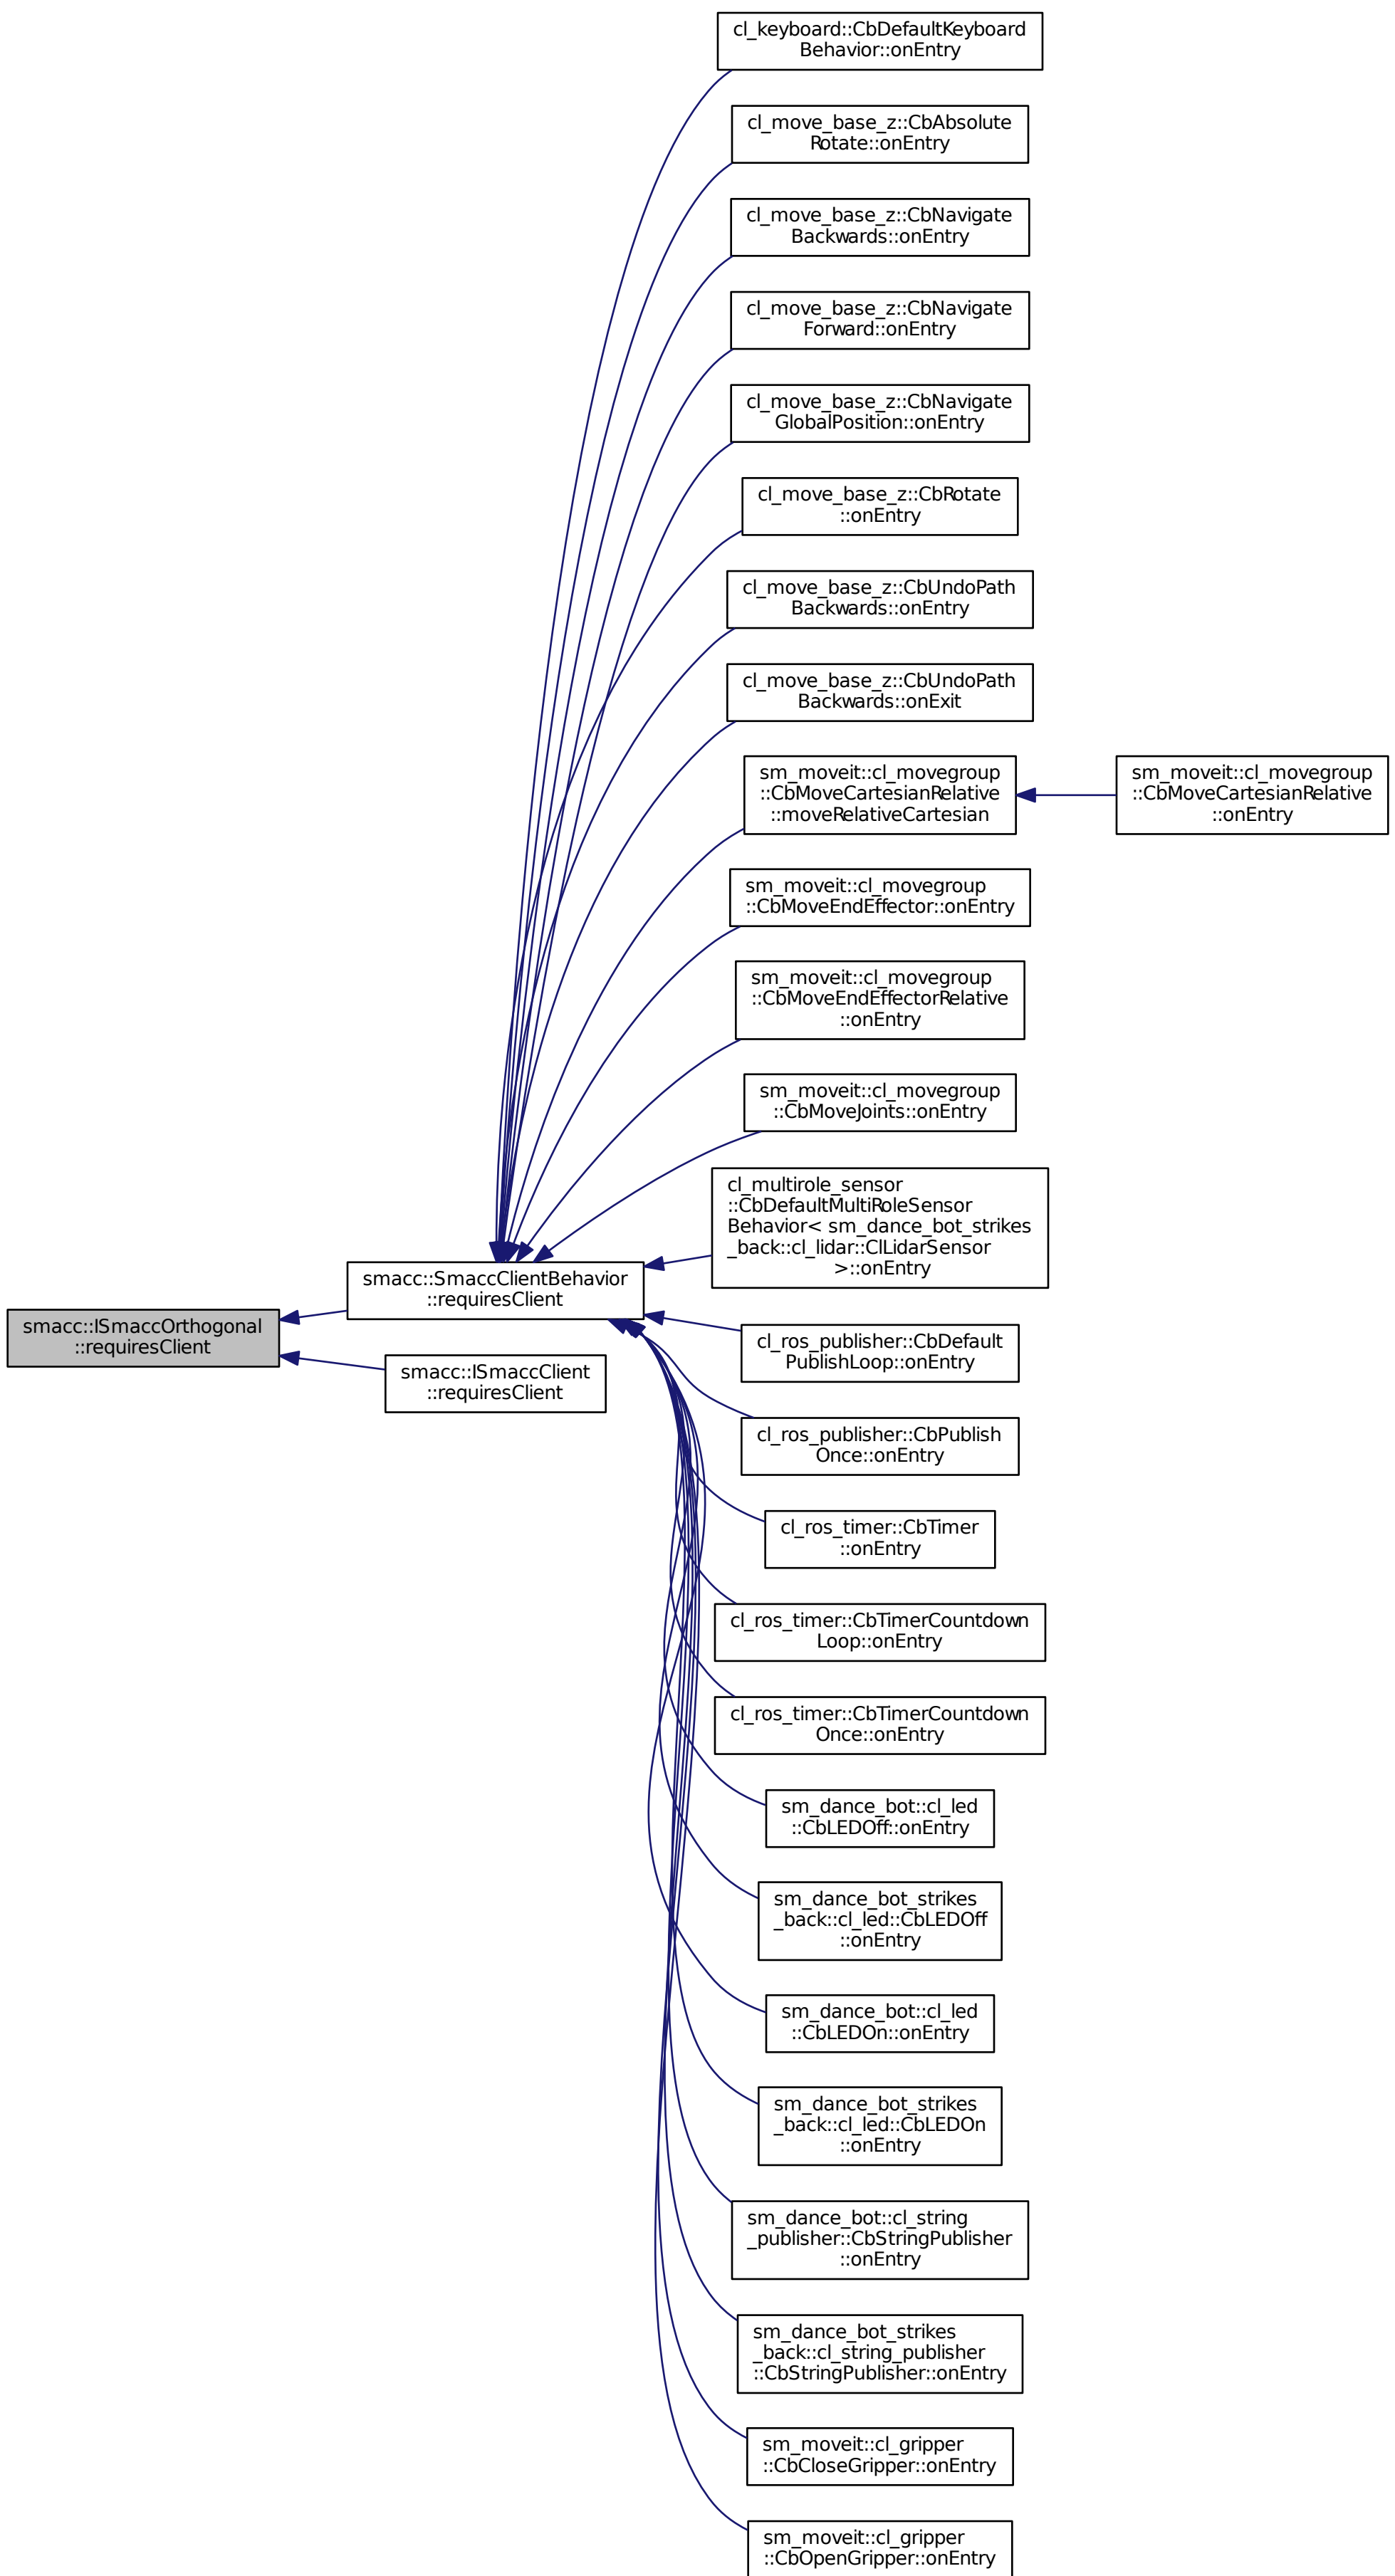 cl_keyboard::CbDefaultKeyboard
Behavior::onEntry
cl_move_base_z::CbAbsolute
Rotate::onEntry
cl_move_base_z::CbNavigate
Backwards::onEntry
cl_move_base_z::CbNavigate
Forward::onEntry
cl_move_base_z::CbNavigate
GlobalPosition::onEntry
cl_move_base_z::CbRotate
::onEntry
cl_move_base_z::CbUndoPath
Backwards::onEntry
cl_move_base_z::CbUndoPath
Backwards::onExit
sm_moveit::cl_movegroup
::CbMoveCartesianRelative
::moveRelativeCartesian
sm_moveit::cl_movegroup
::CbMoveCartesianRelative
::onEntry
sm_moveit::cl_movegroup
::CbMoveEndEffector::onEntry
sm_moveit::cl_movegroup
::CbMoveEndEffectorRelative
::onEntry
sm_moveit::cl_movegroup
::CbMoveJoints::onEntry
cl_multirole_sensor
::CbDefaultMultiRoleSensor
Behavior< sm_dance_bot_strikes
_back::cl_lidar::ClLidarSensor
>::onEntry
smacc::SmaccClientBehavior
::requiresClient
smacc::ISmaccOrthogonal
::requiresClient
smacc::ISmaccClient
::requiresClient
cl_ros_publisher::CbDefault
PublishLoop::onEntry
cl_ros_publisher::CbPublish
Once::onEntry
cl_ros_timer::CbTimer
::onEntry
cl_ros_timer::CbTimerCountdown
Loop::onEntry
cl_ros_timer::CbTimerCountdown
Once::onEntry
sm_dance_bot::cl_led
::CbLEDOff::onEntry
sm_dance_bot_strikes
_back::cl_led::CbLEDOff
::onEntry
sm_dance_bot::cl_led
::CbLEDOn::onEntry
sm_dance_bot_strikes
_back::cl_led::CbLEDOn
::onEntry
sm_dance_bot::cl_string
_publisher::CbStringPublisher
::onEntry
sm_dance_bot_strikes
_back::cl_string_publisher
::CbStringPublisher::onEntry
sm_moveit::cl_gripper
::CbCloseGripper::onEntry
sm_moveit::cl_gripper
::CbOpenGripper::onEntry